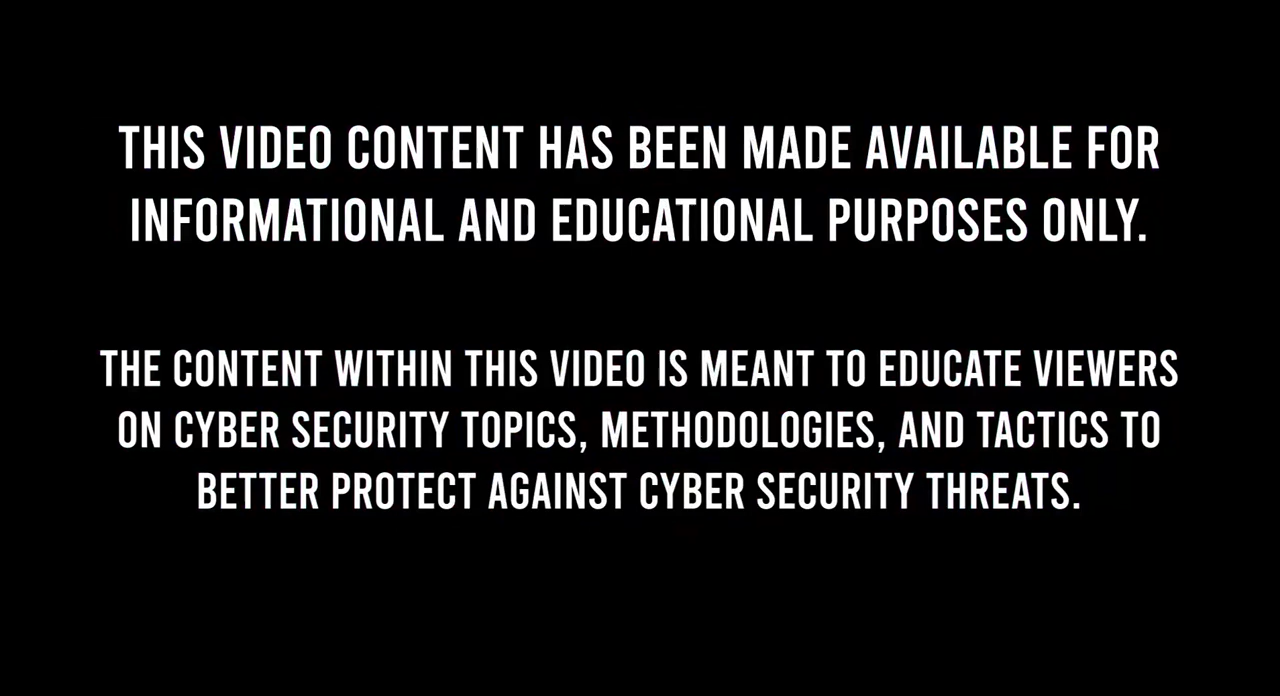 THIS VIDEO CONTENT HAS BEEN MADE AVAILABLE FOR
INFORMATIONAL AND EDUCATIONAL PURPOSES ONLY.
THE CONTENT WITHIN THIS VIDEO IS MEANT TO EDUCATE VIEWERS
ON CYBER SECURITY TOPICS, METHODOLOGIES, AND TACTICS TO
BETTER PROTECT AGAINST CYBER SECURITY THREATS.